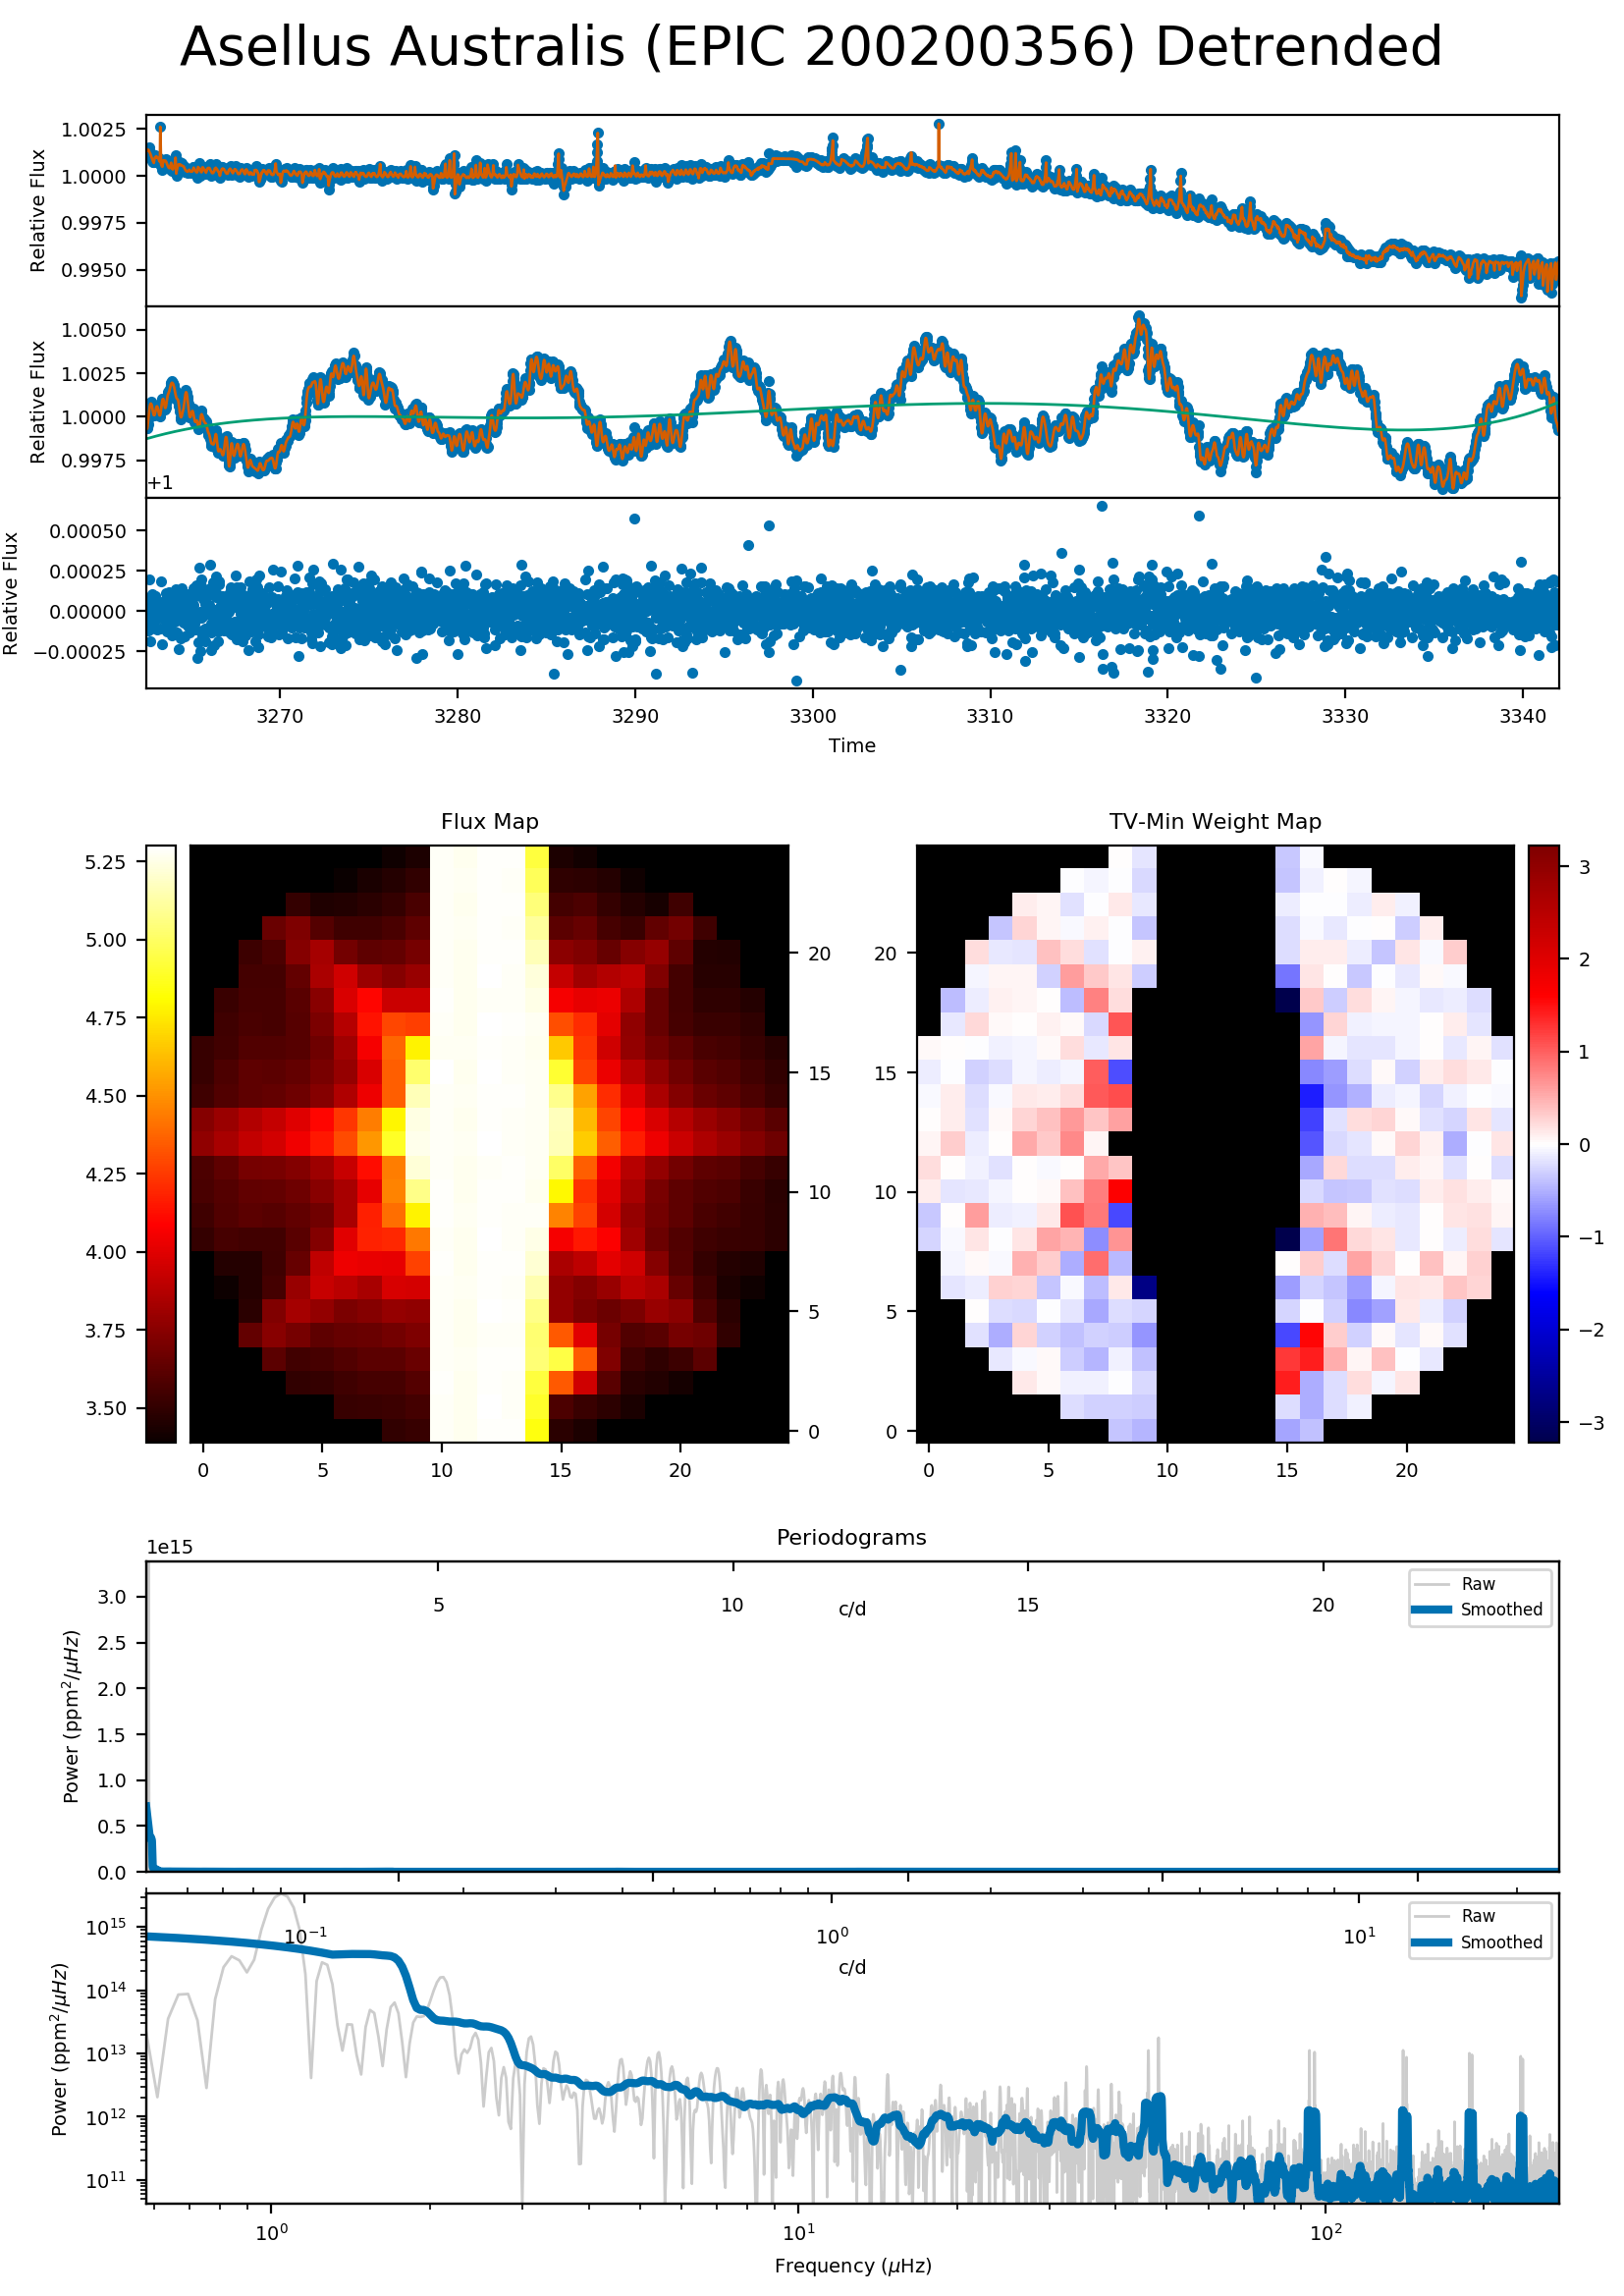 Asellus Australis (EPIC 200200356) Detrended
1.0025
1.0000
0.9975
0.9950
Relative Flux
1.0050
1.0025
1.0000
0.9975
Relative Flux
+1
0.00050
0.00025
0.00000
−0.00025
Relative Flux
3270 3280 3290 3300 3310 3320 3330 3340
Time
Flux Map
5.25
5.00
4.75
4.50
4.25
4.00
3.75
3.50
20
15
10
5
0
0 5 10 15 20
TV-Min Weight Map
20
15
10
5
0
0 5 10 15 20
3
2
1
0
−1
−2
−3
Periodograms
1e15
3.0
2.5
2.0
1.5
1.0
0.5
0.0
Power (ppm²/μHz)
5 10 15 20
c/d
Raw
Smoothed
10¹⁵
10¹⁴
10¹³
10¹²
10¹¹
Power (ppm²/μHz)
10⁻¹ 10⁰ 10¹
c/d
Raw
Smoothed
10⁰ 10¹ 10²
Frequency (μHz)